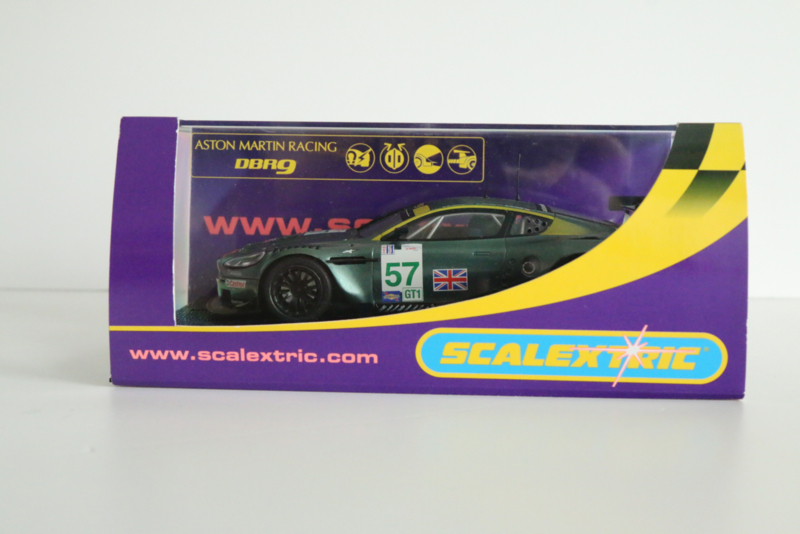 ASTON MARTIN RACING
DBR9
www.sc
57
GT1
www.scalextric.com
SCALEXTRIC